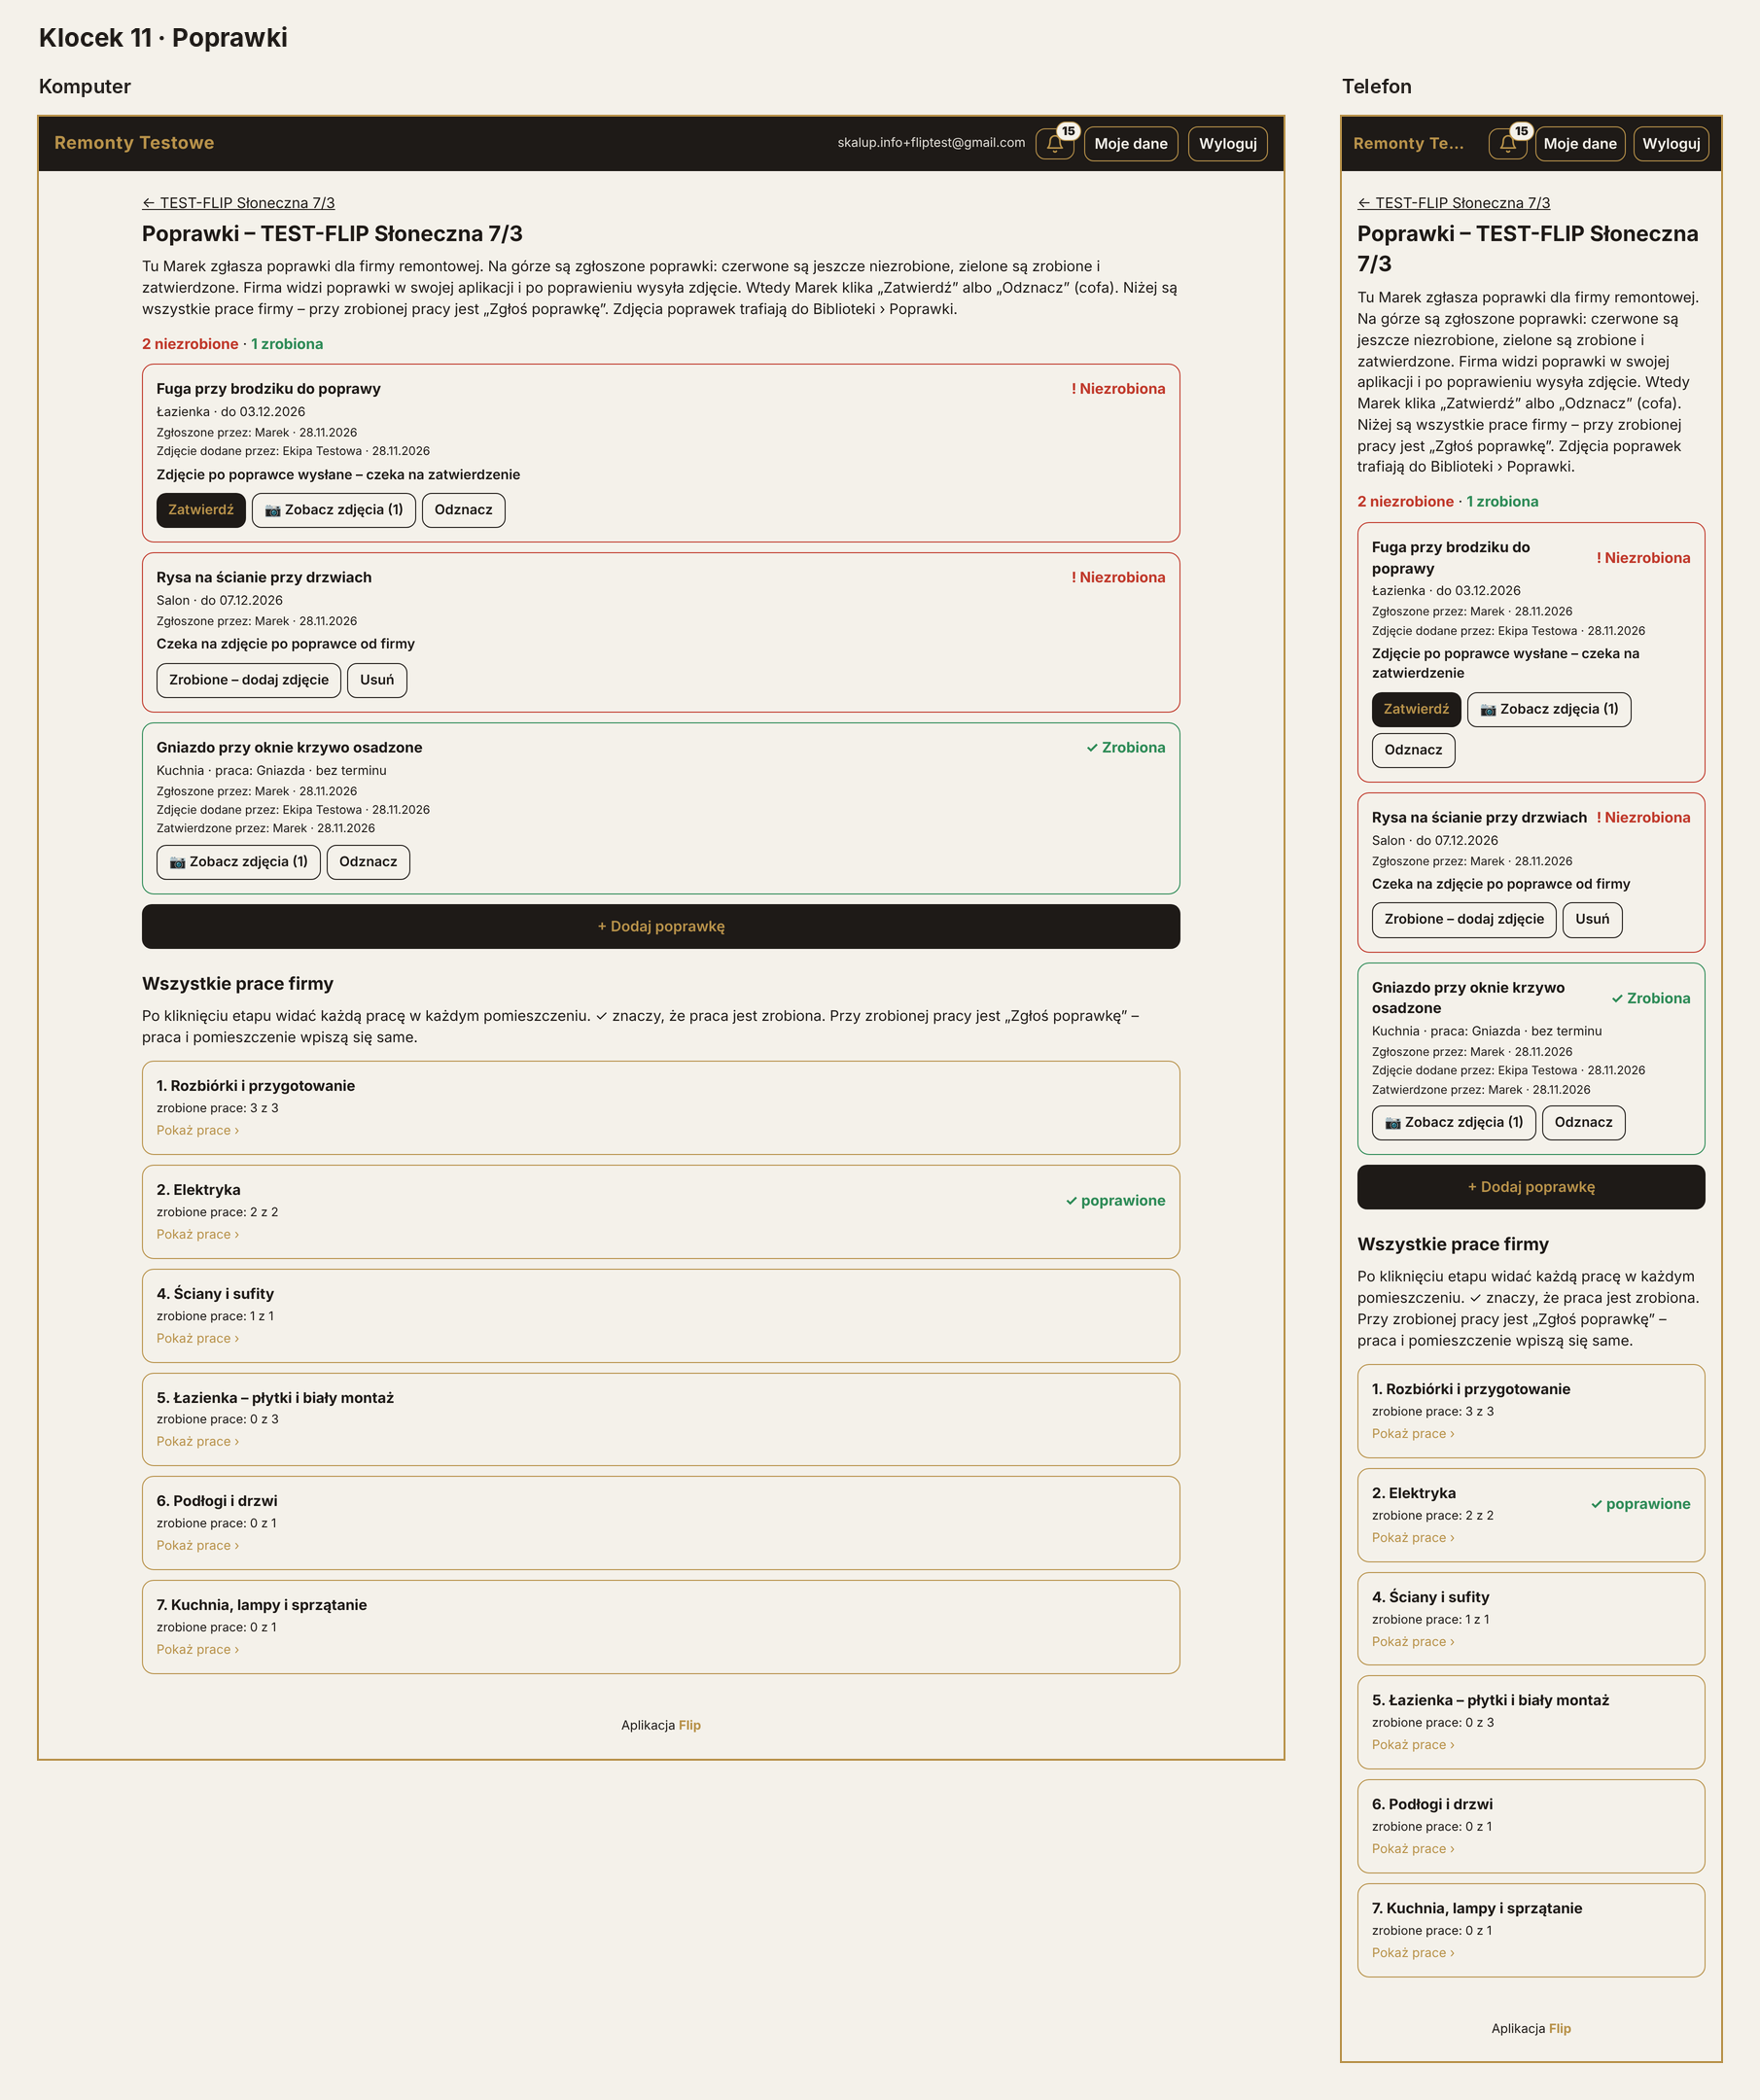 Klocek 11 · Poprawki
Komputer
Remonty Testowe
skalup.info+fliptest@gmail.com
15
Moje dane
Wyloguj
← TEST-FLIP Słoneczna 7/3
Poprawki – TEST-FLIP Słoneczna 7/3
Tu Marek zgłasza poprawki dla firmy remontowej. Na górze są zgłoszone poprawki: czerwone są jeszcze niezrobione, zielone są zrobione i
zatwierdzone. Firma widzi poprawki w swojej aplikacji i po poprawieniu wysyła zdjęcie. Wtedy Marek klika „Zatwierdź” albo „Odznacz” (cofa). Niżej są
wszystkie prace firmy – przy zrobionej pracy jest „Zgłoś poprawkę”. Zdjęcia poprawek trafiają do Biblioteki › Poprawki.
2 niezrobione · 1 zrobiona
Fuga przy brodziku do poprawy
! Niezrobiona
Łazienka · do 03.12.2026
Zgłoszone przez: Marek · 28.11.2026
Zdjęcie dodane przez: Ekipa Testowa · 28.11.2026
Zdjęcie po poprawce wysłane – czeka na zatwierdzenie
Zatwierdź
📷 Zobacz zdjęcia (1)
Odznacz
Rysa na ścianie przy drzwiach
! Niezrobiona
Salon · do 07.12.2026
Zgłoszone przez: Marek · 28.11.2026
Czeka na zdjęcie po poprawce od firmy
Zrobione – dodaj zdjęcie
Usuń
Gniazdo przy oknie krzywo osadzone
✓ Zrobiona
Kuchnia · praca: Gniazda · bez terminu
Zgłoszone przez: Marek · 28.11.2026
Zdjęcie dodane przez: Ekipa Testowa · 28.11.2026
Zatwierdzone przez: Marek · 28.11.2026
📷 Zobacz zdjęcia (1)
Odznacz
+ Dodaj poprawkę
Wszystkie prace firmy
Po kliknięciu etapu widać każdą pracę w każdym pomieszczeniu. ✓ znaczy, że praca jest zrobiona. Przy zrobionej pracy jest „Zgłoś poprawkę” –
praca i pomieszczenie wpiszą się same.
1. Rozbiórki i przygotowanie
zrobione prace: 3 z 3
Pokaż prace ›
2. Elektryka
zrobione prace: 2 z 2
Pokaż prace ›
✓ poprawione
4. Ściany i sufity
zrobione prace: 1 z 1
Pokaż prace ›
5. Łazienka – płytki i biały montaż
zrobione prace: 0 z 3
Pokaż prace ›
6. Podłogi i drzwi
zrobione prace: 0 z 1
Pokaż prace ›
7. Kuchnia, lampy i sprzątanie
zrobione prace: 0 z 1
Pokaż prace ›
Aplikacja Flip
Telefon
Remonty Te...
15
Moje dane
Wyloguj
← TEST-FLIP Słoneczna 7/3
Poprawki – TEST-FLIP Słoneczna
7/3
Tu Marek zgłasza poprawki dla firmy remontowej.
Na górze są zgłoszone poprawki: czerwone są
jeszcze niezrobione, zielone są zrobione i
zatwierdzone. Firma widzi poprawki w swojej
aplikacji i po poprawieniu wysyła zdjęcie. Wtedy
Marek klika „Zatwierdź” albo „Odznacz” (cofa).
Niżej są wszystkie prace firmy – przy zrobionej
pracy jest „Zgłoś poprawkę”. Zdjęcia poprawek
trafiają do Biblioteki › Poprawki.
2 niezrobione · 1 zrobiona
Fuga przy brodziku do
poprawy
! Niezrobiona
Łazienka · do 03.12.2026
Zgłoszone przez: Marek · 28.11.2026
Zdjęcie dodane przez: Ekipa Testowa · 28.11.2026
Zdjęcie po poprawce wysłane – czeka na
zatwierdzenie
Zatwierdź
📷 Zobacz zdjęcia (1)
Odznacz
Rysa na ścianie przy drzwiach
! Niezrobiona
Salon · do 07.12.2026
Zgłoszone przez: Marek · 28.11.2026
Czeka na zdjęcie po poprawce od firmy
Zrobione – dodaj zdjęcie
Usuń
Gniazdo przy oknie krzywo
osadzone
✓ Zrobiona
Kuchnia · praca: Gniazda · bez terminu
Zgłoszone przez: Marek · 28.11.2026
Zdjęcie dodane przez: Ekipa Testowa · 28.11.2026
Zatwierdzone przez: Marek · 28.11.2026
📷 Zobacz zdjęcia (1)
Odznacz
+ Dodaj poprawkę
Wszystkie prace firmy
Po kliknięciu etapu widać każdą pracę w każdym
pomieszczeniu. ✓ znaczy, że praca jest zrobiona.
Przy zrobionej pracy jest „Zgłoś poprawkę” –
praca i pomieszczenie wpiszą się same.
1. Rozbiórki i przygotowanie
zrobione prace: 3 z 3
Pokaż prace ›
2. Elektryka
zrobione prace: 2 z 2
Pokaż prace ›
✓ poprawione
4. Ściany i sufity
zrobione prace: 1 z 1
Pokaż prace ›
5. Łazienka – płytki i biały montaż
zrobione prace: 0 z 3
Pokaż prace ›
6. Podłogi i drzwi
zrobione prace: 0 z 1
Pokaż prace ›
7. Kuchnia, lampy i sprzątanie
zrobione prace: 0 z 1
Pokaż prace ›
Aplikacja Flip